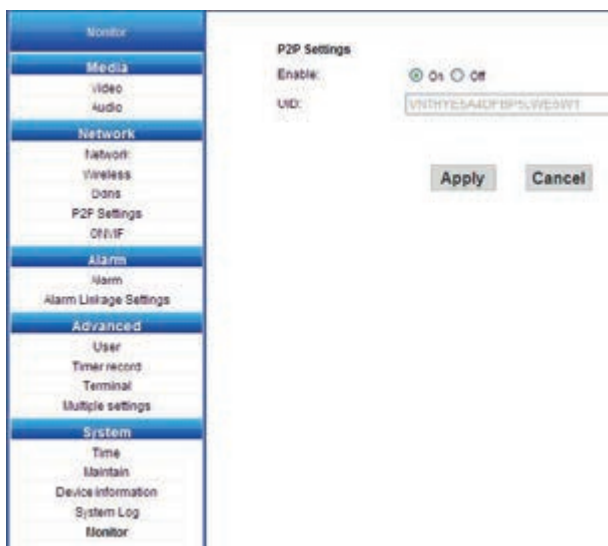 Monitor
Media
Video
Audio
Network
Network
Wireless
Ddns
P2P Settings
ONVIF
Alarm
Alarm
Alarm Linkage Settings
Advanced
User
Timer record
Terminal
Multiple settings
System
Time
Maintain
Device information
System Log
Monitor
P2P Settings
Enable: On Off
UID:
Apply Cancel